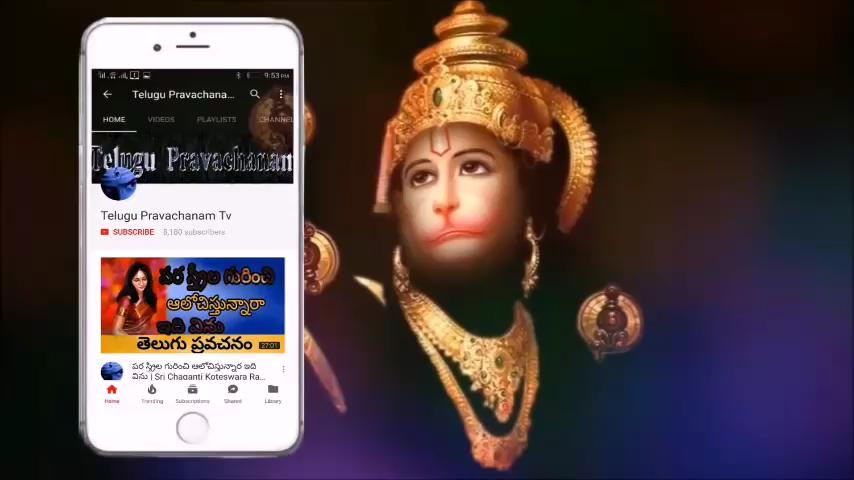 9:53 PM
Telugu Pravachana...
HOME VIDEOS PLAYLISTS CHANNEL
Telugu Pravachanam
Telugu Pravachanam Tv
SUBSCRIBE 8,180 subscribers
పర స్త్రీల గురించి
ఆలోచిస్తున్నారా
ఇది విను
తెలుగు ప్రవచనం 27:01
పర స్త్రీల గురించి ఆలోచిస్తున్నార ఇది
విను | Sri Chaganti Koteswara Ra...
Home Trending Subscriptions Shared Library